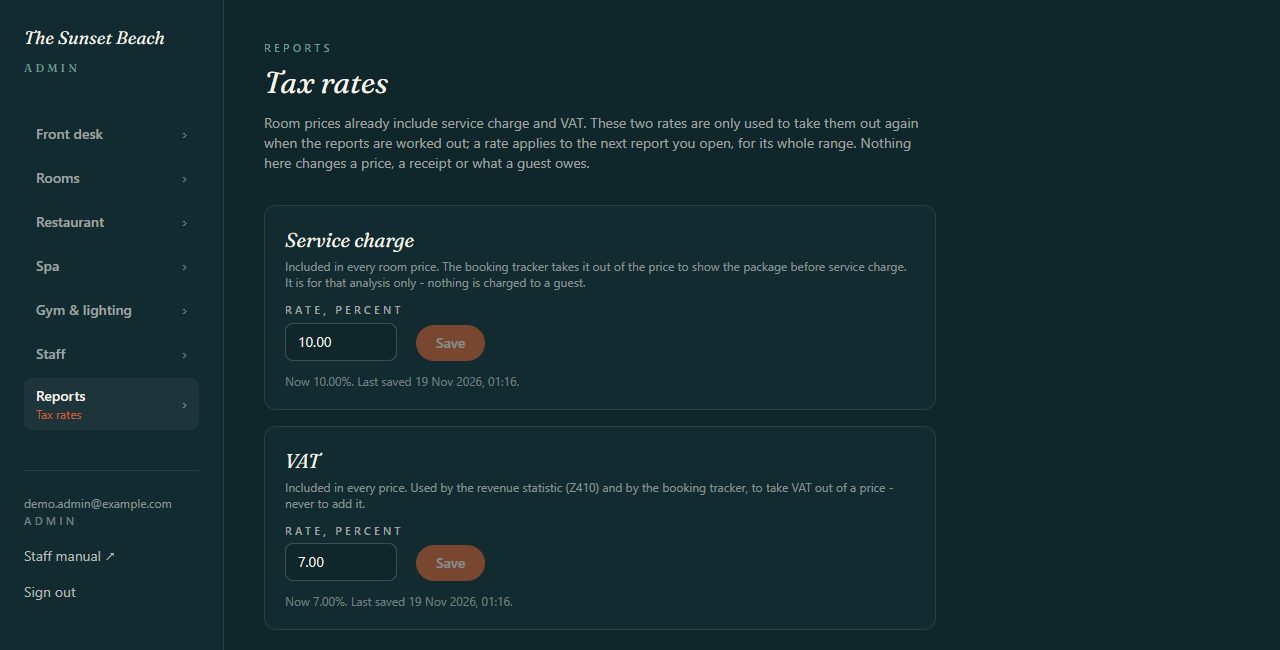 The Sunset Beach
ADMIN
Front desk ›
Rooms ›
Restaurant ›
Spa ›
Gym & lighting ›
Staff ›
Reports ›
Tax rates
demo.admin@example.com
ADMIN
Staff manual ↗
Sign out
REPORTS
Tax rates
Room prices already include service charge and VAT. These two rates are only used to take them out again
when the reports are worked out; a rate applies to the next report you open, for its whole range. Nothing
here changes a price, a receipt or what a guest owes.
Service charge
Included in every room price. The booking tracker takes it out of the price to show the package before service charge.
It is for that analysis only - nothing is charged to a guest.
RATE, PERCENT
10.00 Save
Now 10.00%. Last saved 19 Nov 2026, 01:16.
VAT
Included in every price. Used by the revenue statistic (Z410) and by the booking tracker, to take VAT out of a price -
never to add it.
RATE, PERCENT
7.00 Save
Now 7.00%. Last saved 19 Nov 2026, 01:16.